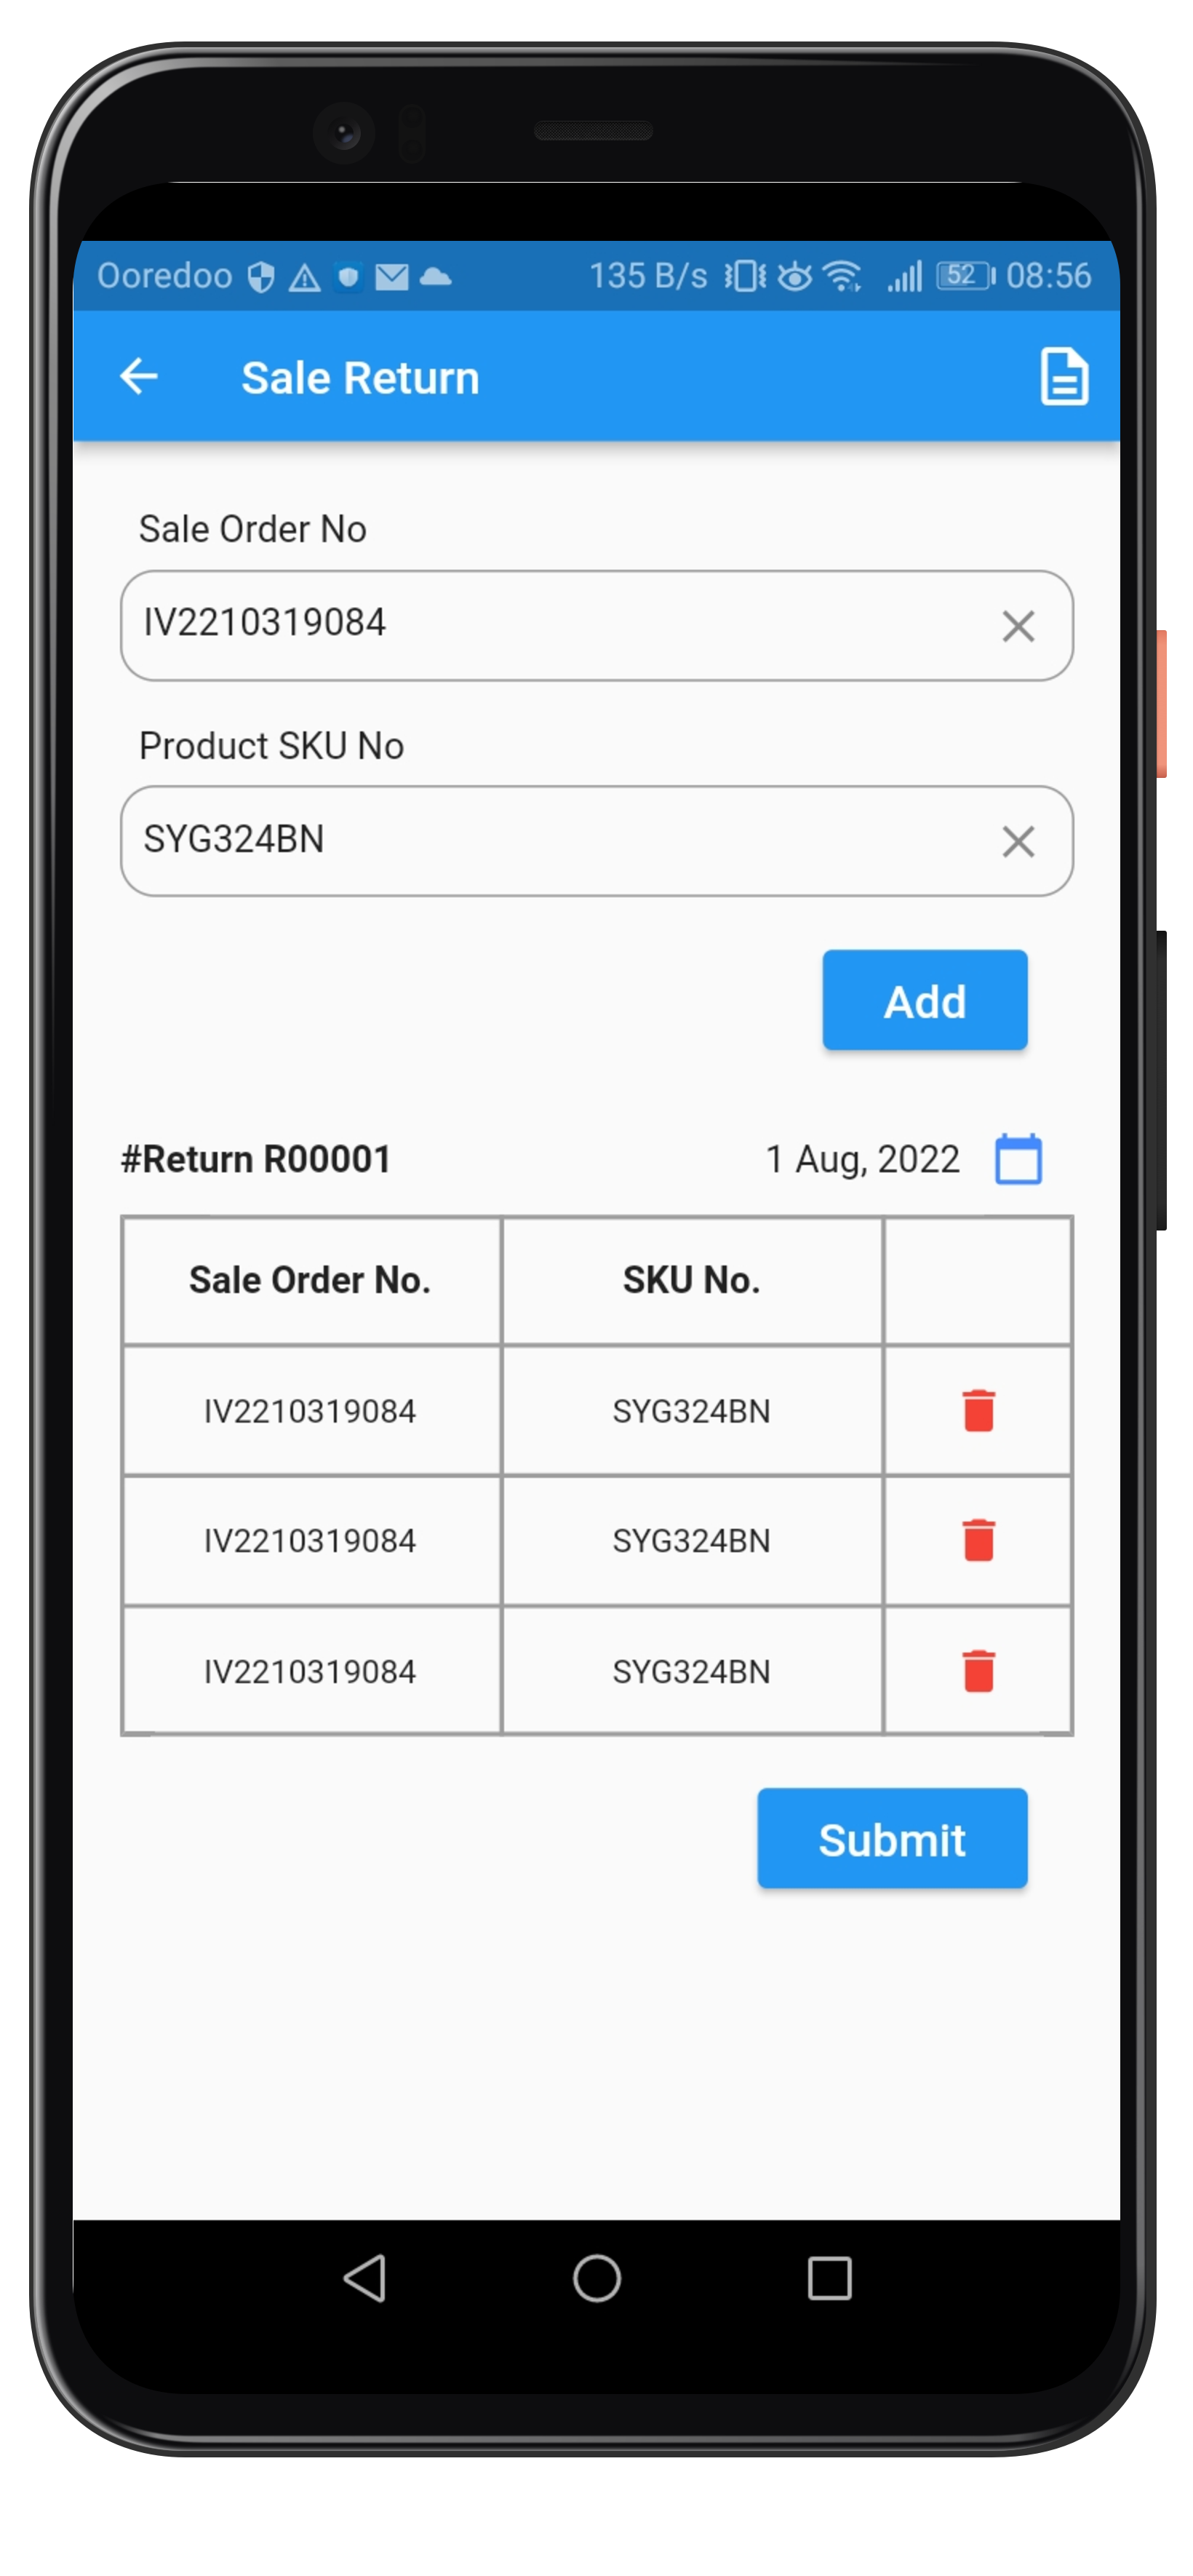 Ooredoo 135 B/s 52 08:56
Sale Return
Sale Order No
IV2210319084
Product SKU No
SYG324BN
Add
#Return R00001 1 Aug, 2022
Sale Order No. SKU No.
IV2210319084 SYG324BN
IV2210319084 SYG324BN
IV2210319084 SYG324BN
Submit